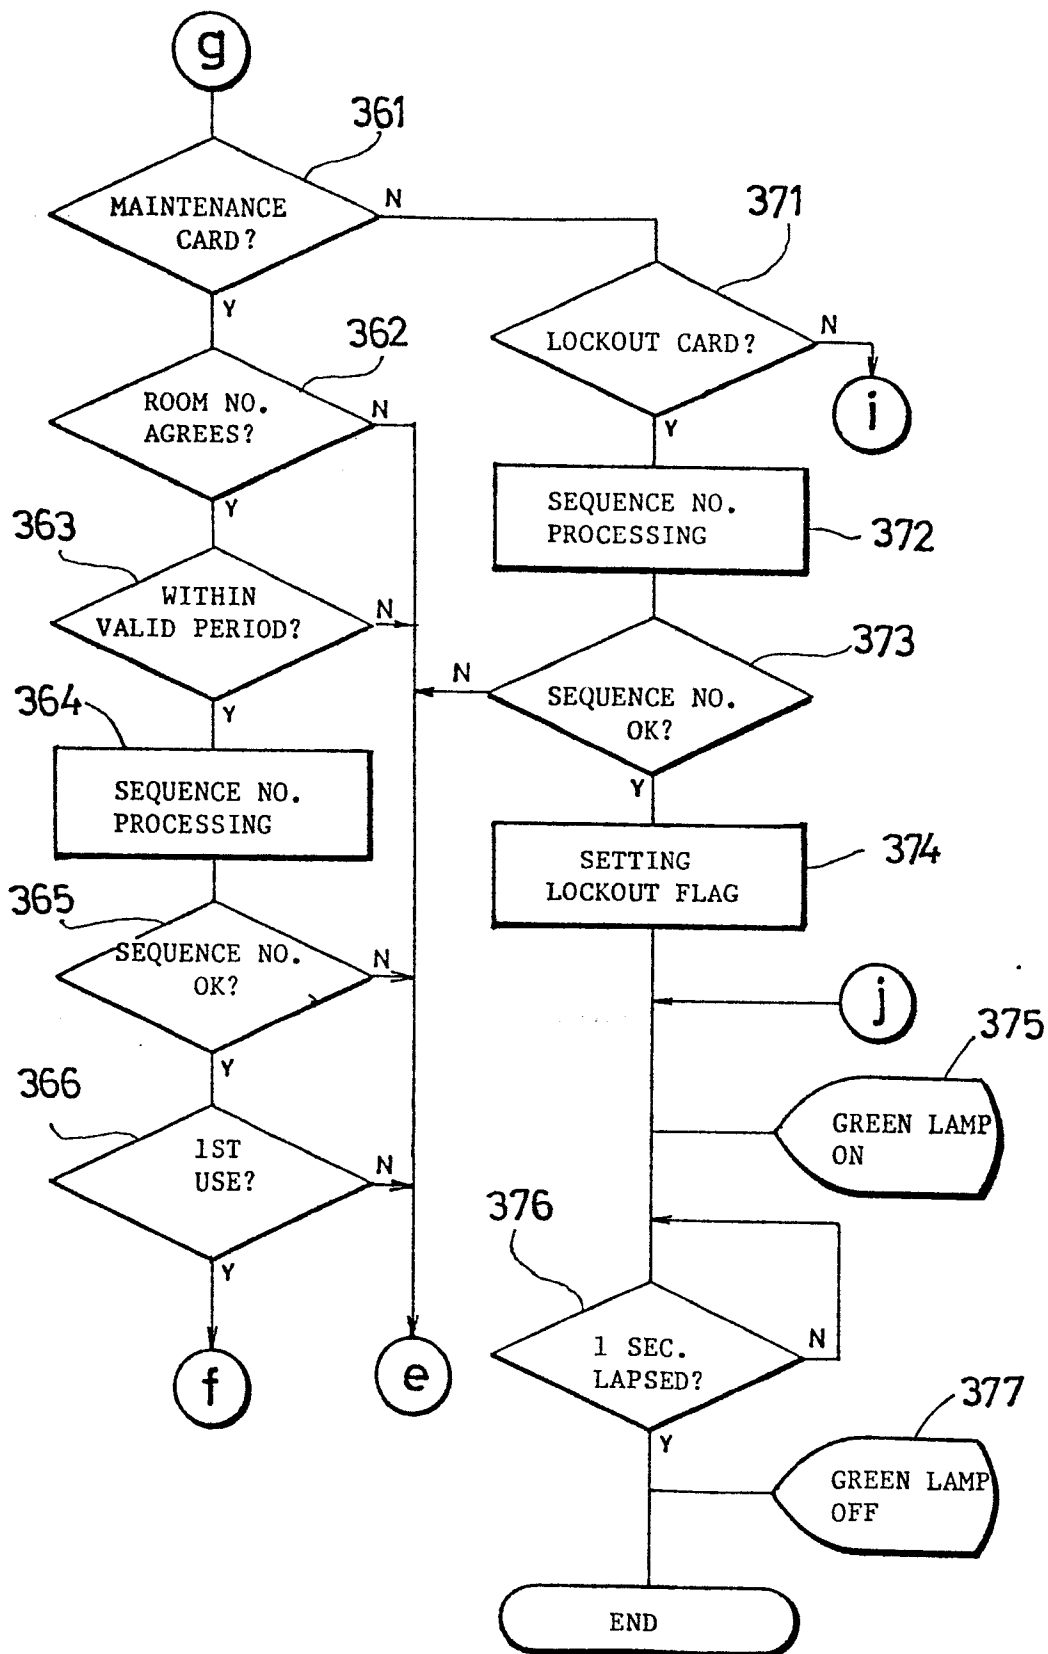 g
361
MAINTENANCE
CARD?
N
Y
371
LOCKOUT CARD?
N
i
Y
362
ROOM NO.
AGREES?
N
Y
SEQUENCE NO.
PROCESSING
372
363
WITHIN
VALID PERIOD?
N
Y
373
SEQUENCE NO.
OK?
N
Y
364
SEQUENCE NO.
PROCESSING
SETTING
LOCKOUT FLAG
374
365
SEQUENCE NO.
OK?
N
Y
j
375
GREEN LAMP
ON
366
1ST
USE?
N
Y
f
e
376
1 SEC.
LAPSED?
N
Y
377
GREEN LAMP
OFF
END